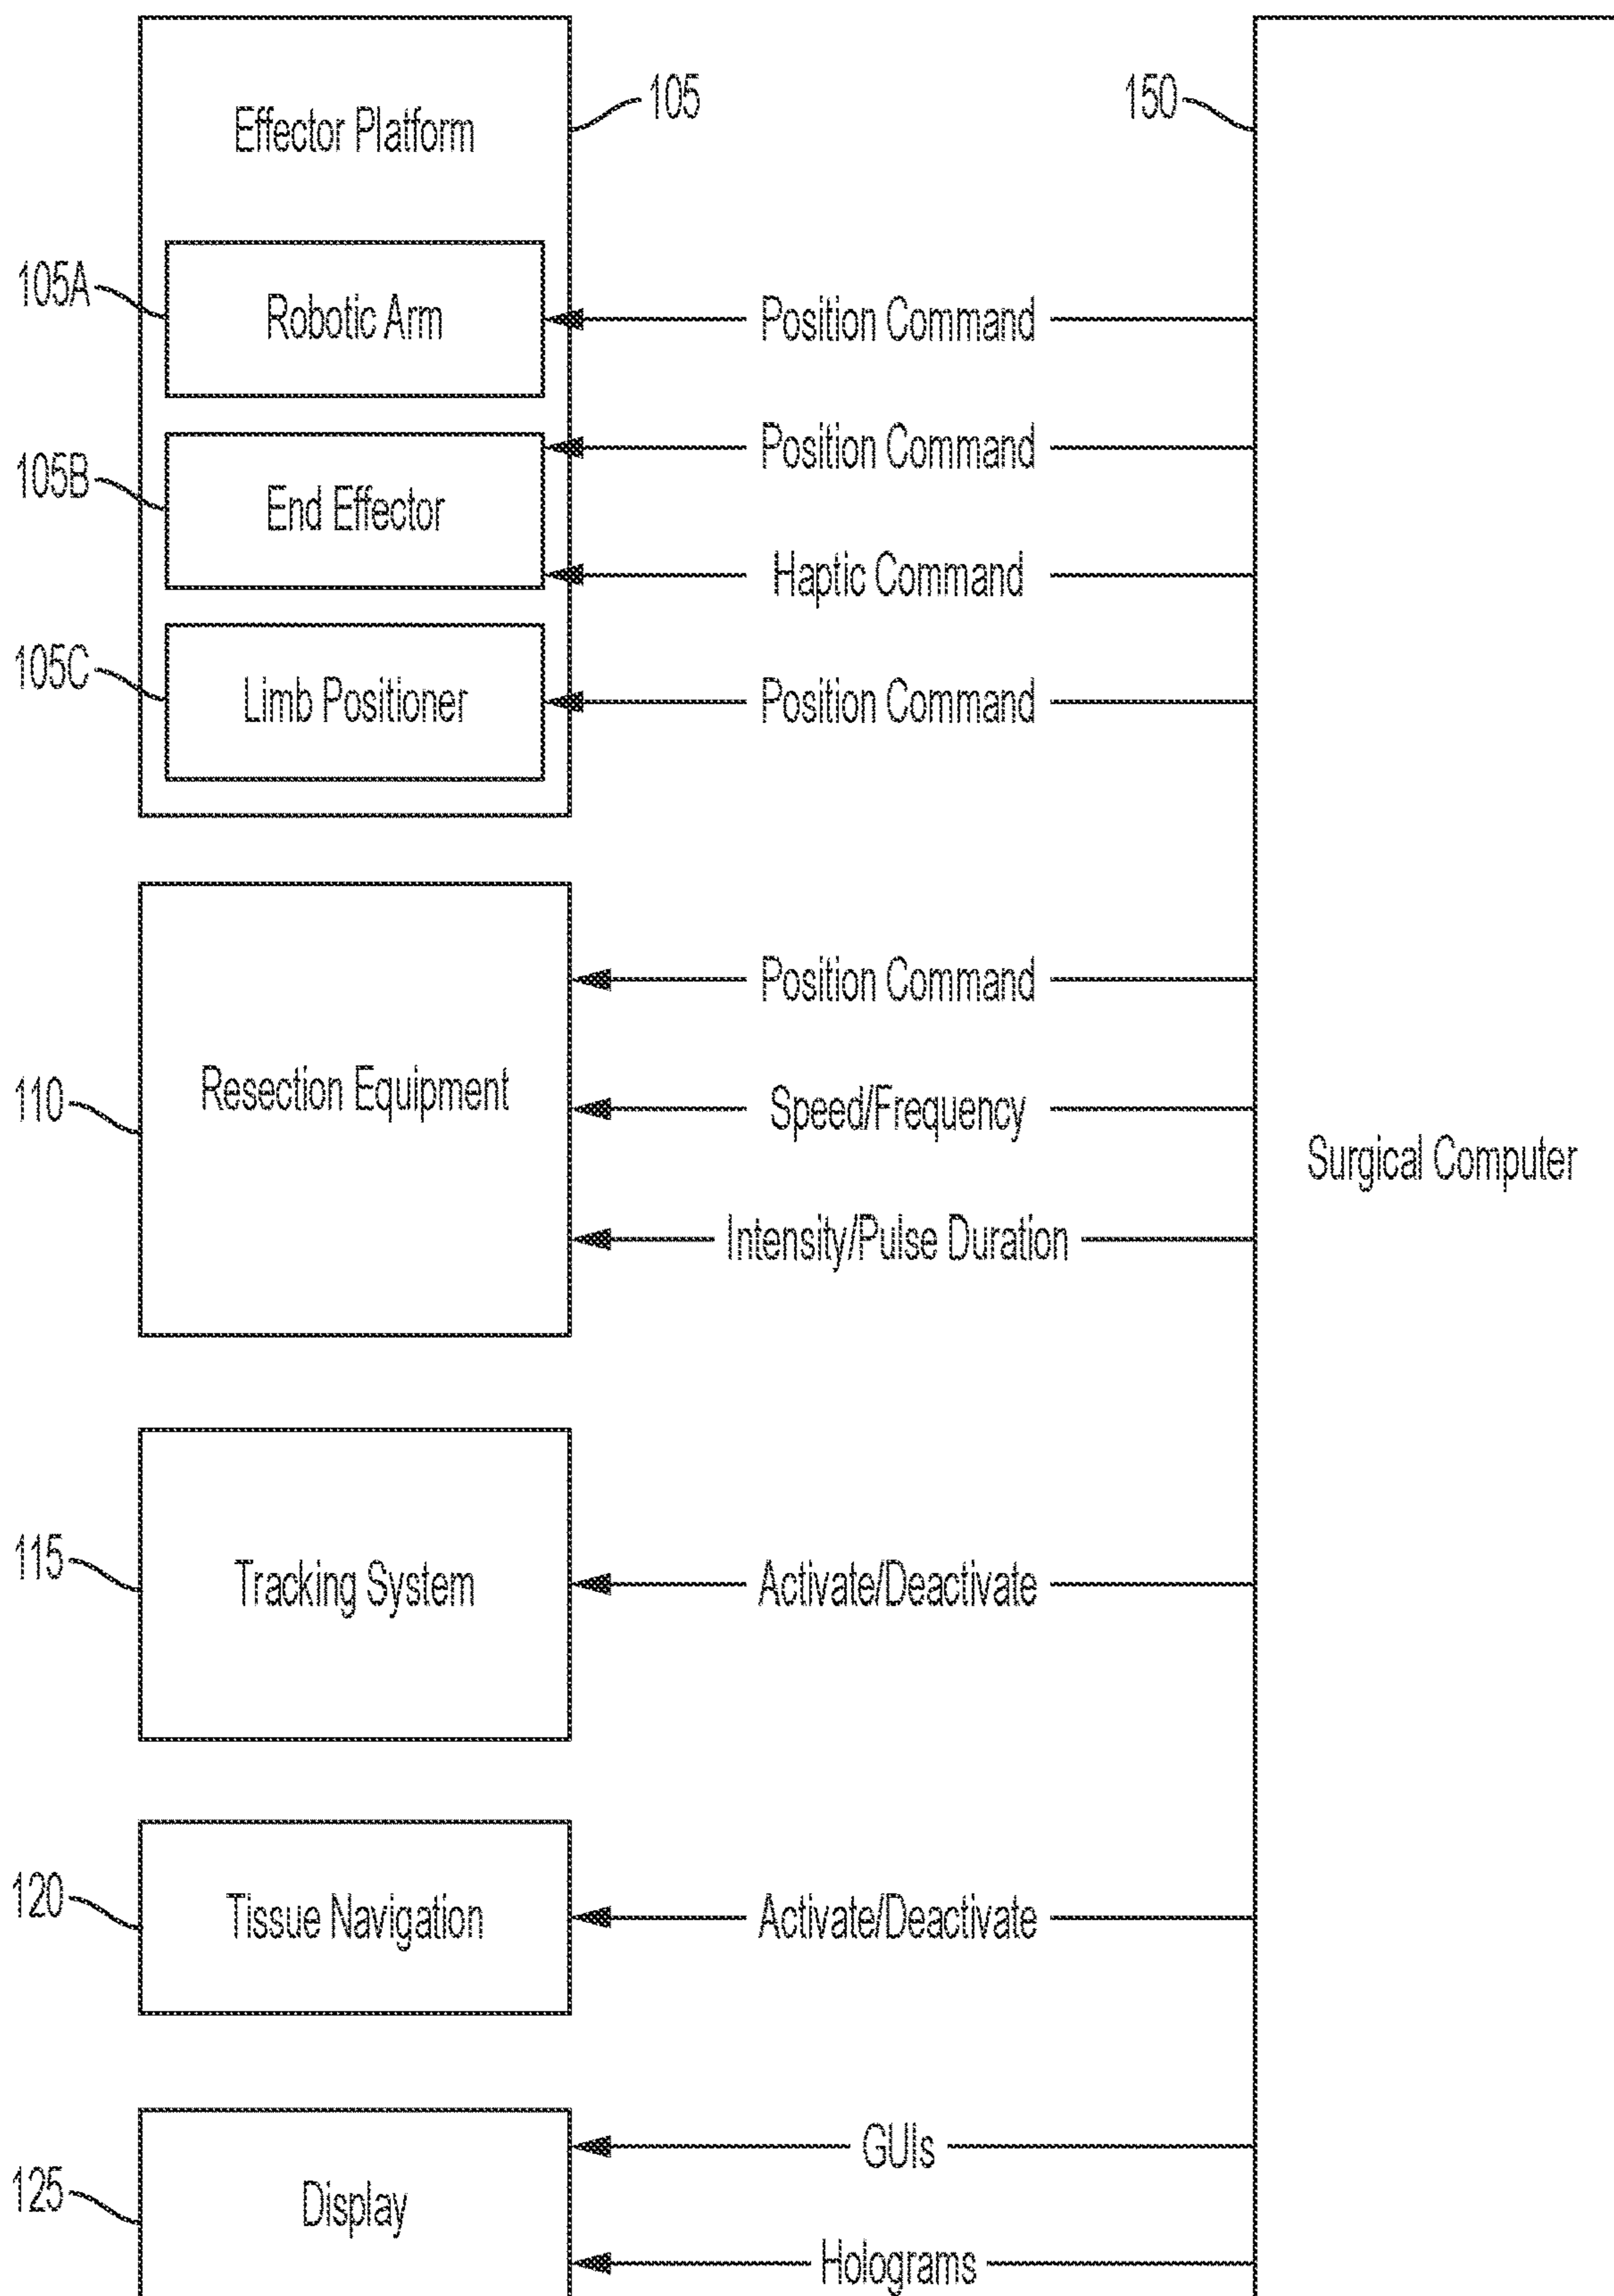 Effector Platform
105
150
105A
Robotic Arm
Position Command
Position Command
105B
End Effector
Haptic Command
105C
Limb Positioner
Position Command
Position Command
110
Resection Equipment
Speed/Frequency
Surgical Computer
Intensity/Pulse Duration
115
Tracking System
Activate/Deactivate
120
Tissue Navigation
Activate/Deactivate
GUIs
125
Display
Holograms